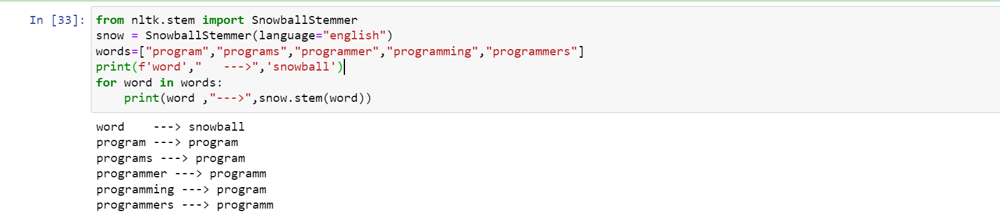 In [33]: from nltk.stem import SnowballStemmer
snow = SnowballStemmer(language="english")
words=["program","programs","programmer","programming","programmers"]
print(f'word',"   --->",'snowball')
for word in words:
    print(word ,"--->",snow.stem(word))
word    ---> snowball
program ---> program
programs ---> program
programmer ---> programm
programming ---> program
programmers ---> programm